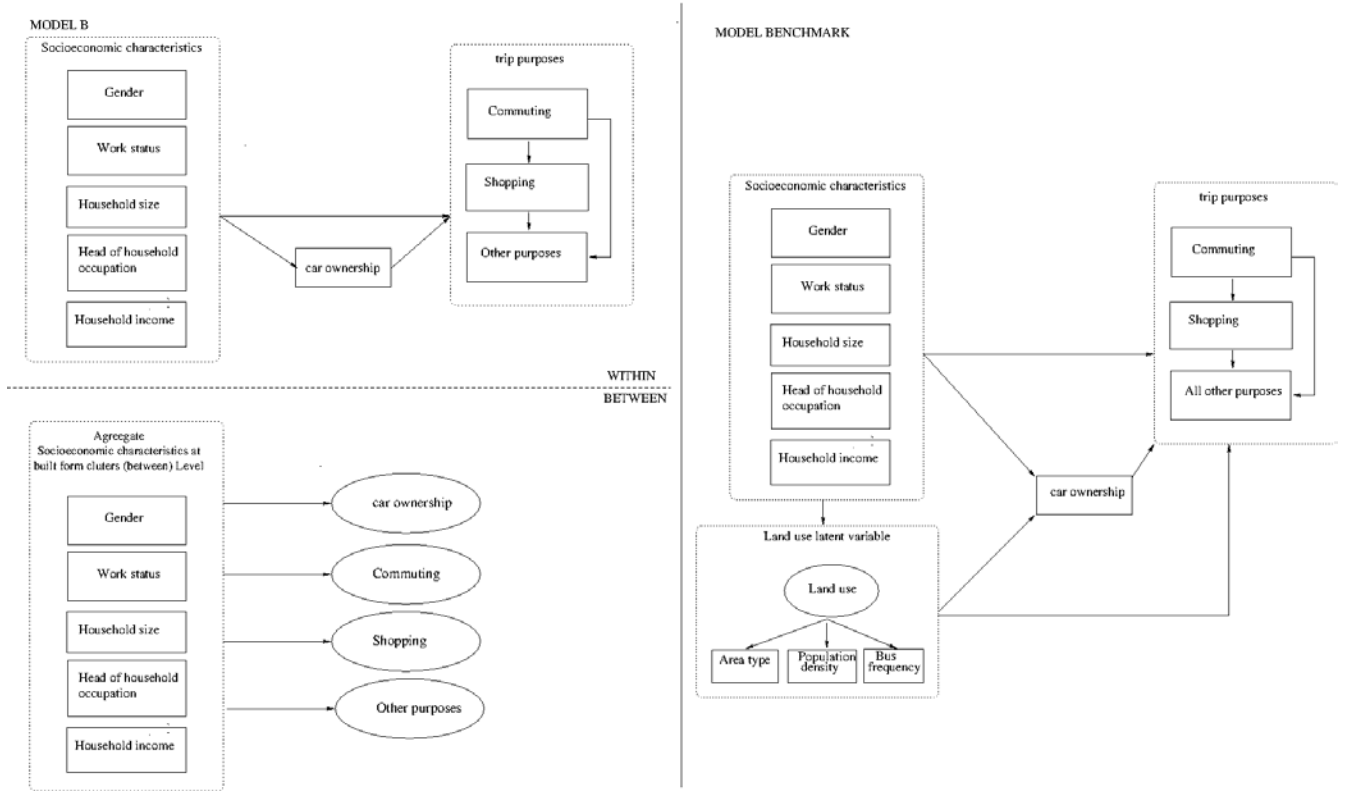 MODEL B
Socioeconomic characteristics
Gender
Work status
Household size
Head of household
occupation
Household income
car ownership
trip purposes
Commuting
Shopping
Other purposes
WITHIN
BETWEEN
Agreegate
Socioeconomic characteristics at
built form cluters (between) Level
Gender
Work status
Household size
Head of household
occupation
Household income
car ownership
Commuting
Shopping
Other purposes
MODEL BENCHMARK
Socioeconomic characteristics
Gender
Work status
Household size
Head of household
occupation
Household income
trip purposes
Commuting
Shopping
All other purposes
car ownership
Land use latent variable
Land use
Area type
Population
density
Bus
frequency